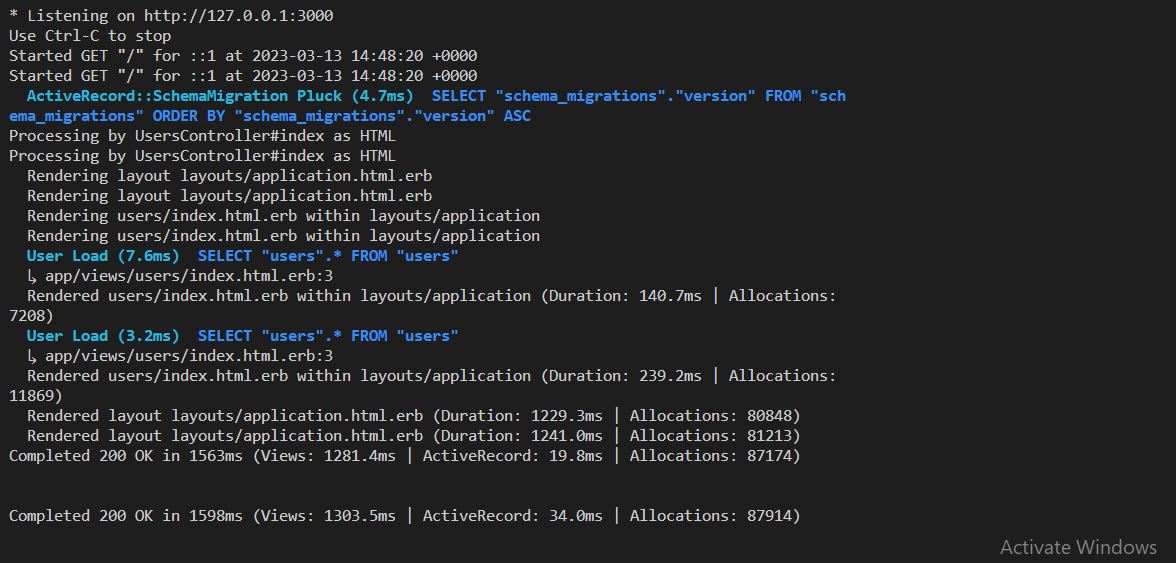 * Listening on http://127.0.0.1:3000
Use Ctrl-C to stop
Started GET "/" for ::1 at 2023-03-13 14:48:20 +0000
Started GET "/" for ::1 at 2023-03-13 14:48:20 +0000
ActiveRecord::SchemaMigration Pluck (4.7ms)  SELECT "schema_migrations"."version" FROM "sch
ema_migrations" ORDER BY "schema_migrations"."version" ASC
Processing by UsersController#index as HTML
Processing by UsersController#index as HTML
  Rendering layout layouts/application.html.erb
  Rendering layout layouts/application.html.erb
  Rendering users/index.html.erb within layouts/application
  Rendering users/index.html.erb within layouts/application
  User Load (7.6ms)  SELECT "users".* FROM "users"
  ↳ app/views/users/index.html.erb:3
  Rendered users/index.html.erb within layouts/application (Duration: 140.7ms | Allocations:
7208)
  User Load (3.2ms)  SELECT "users".* FROM "users"
  ↳ app/views/users/index.html.erb:3
  Rendered users/index.html.erb within layouts/application (Duration: 239.2ms | Allocations:
11869)
  Rendered layout layouts/application.html.erb (Duration: 1229.3ms | Allocations: 80848)
  Rendered layout layouts/application.html.erb (Duration: 1241.0ms | Allocations: 81213)
Completed 200 OK in 1563ms (Views: 1281.4ms | ActiveRecord: 19.8ms | Allocations: 87174)
Completed 200 OK in 1598ms (Views: 1303.5ms | ActiveRecord: 34.0ms | Allocations: 87914)
Activate Windows